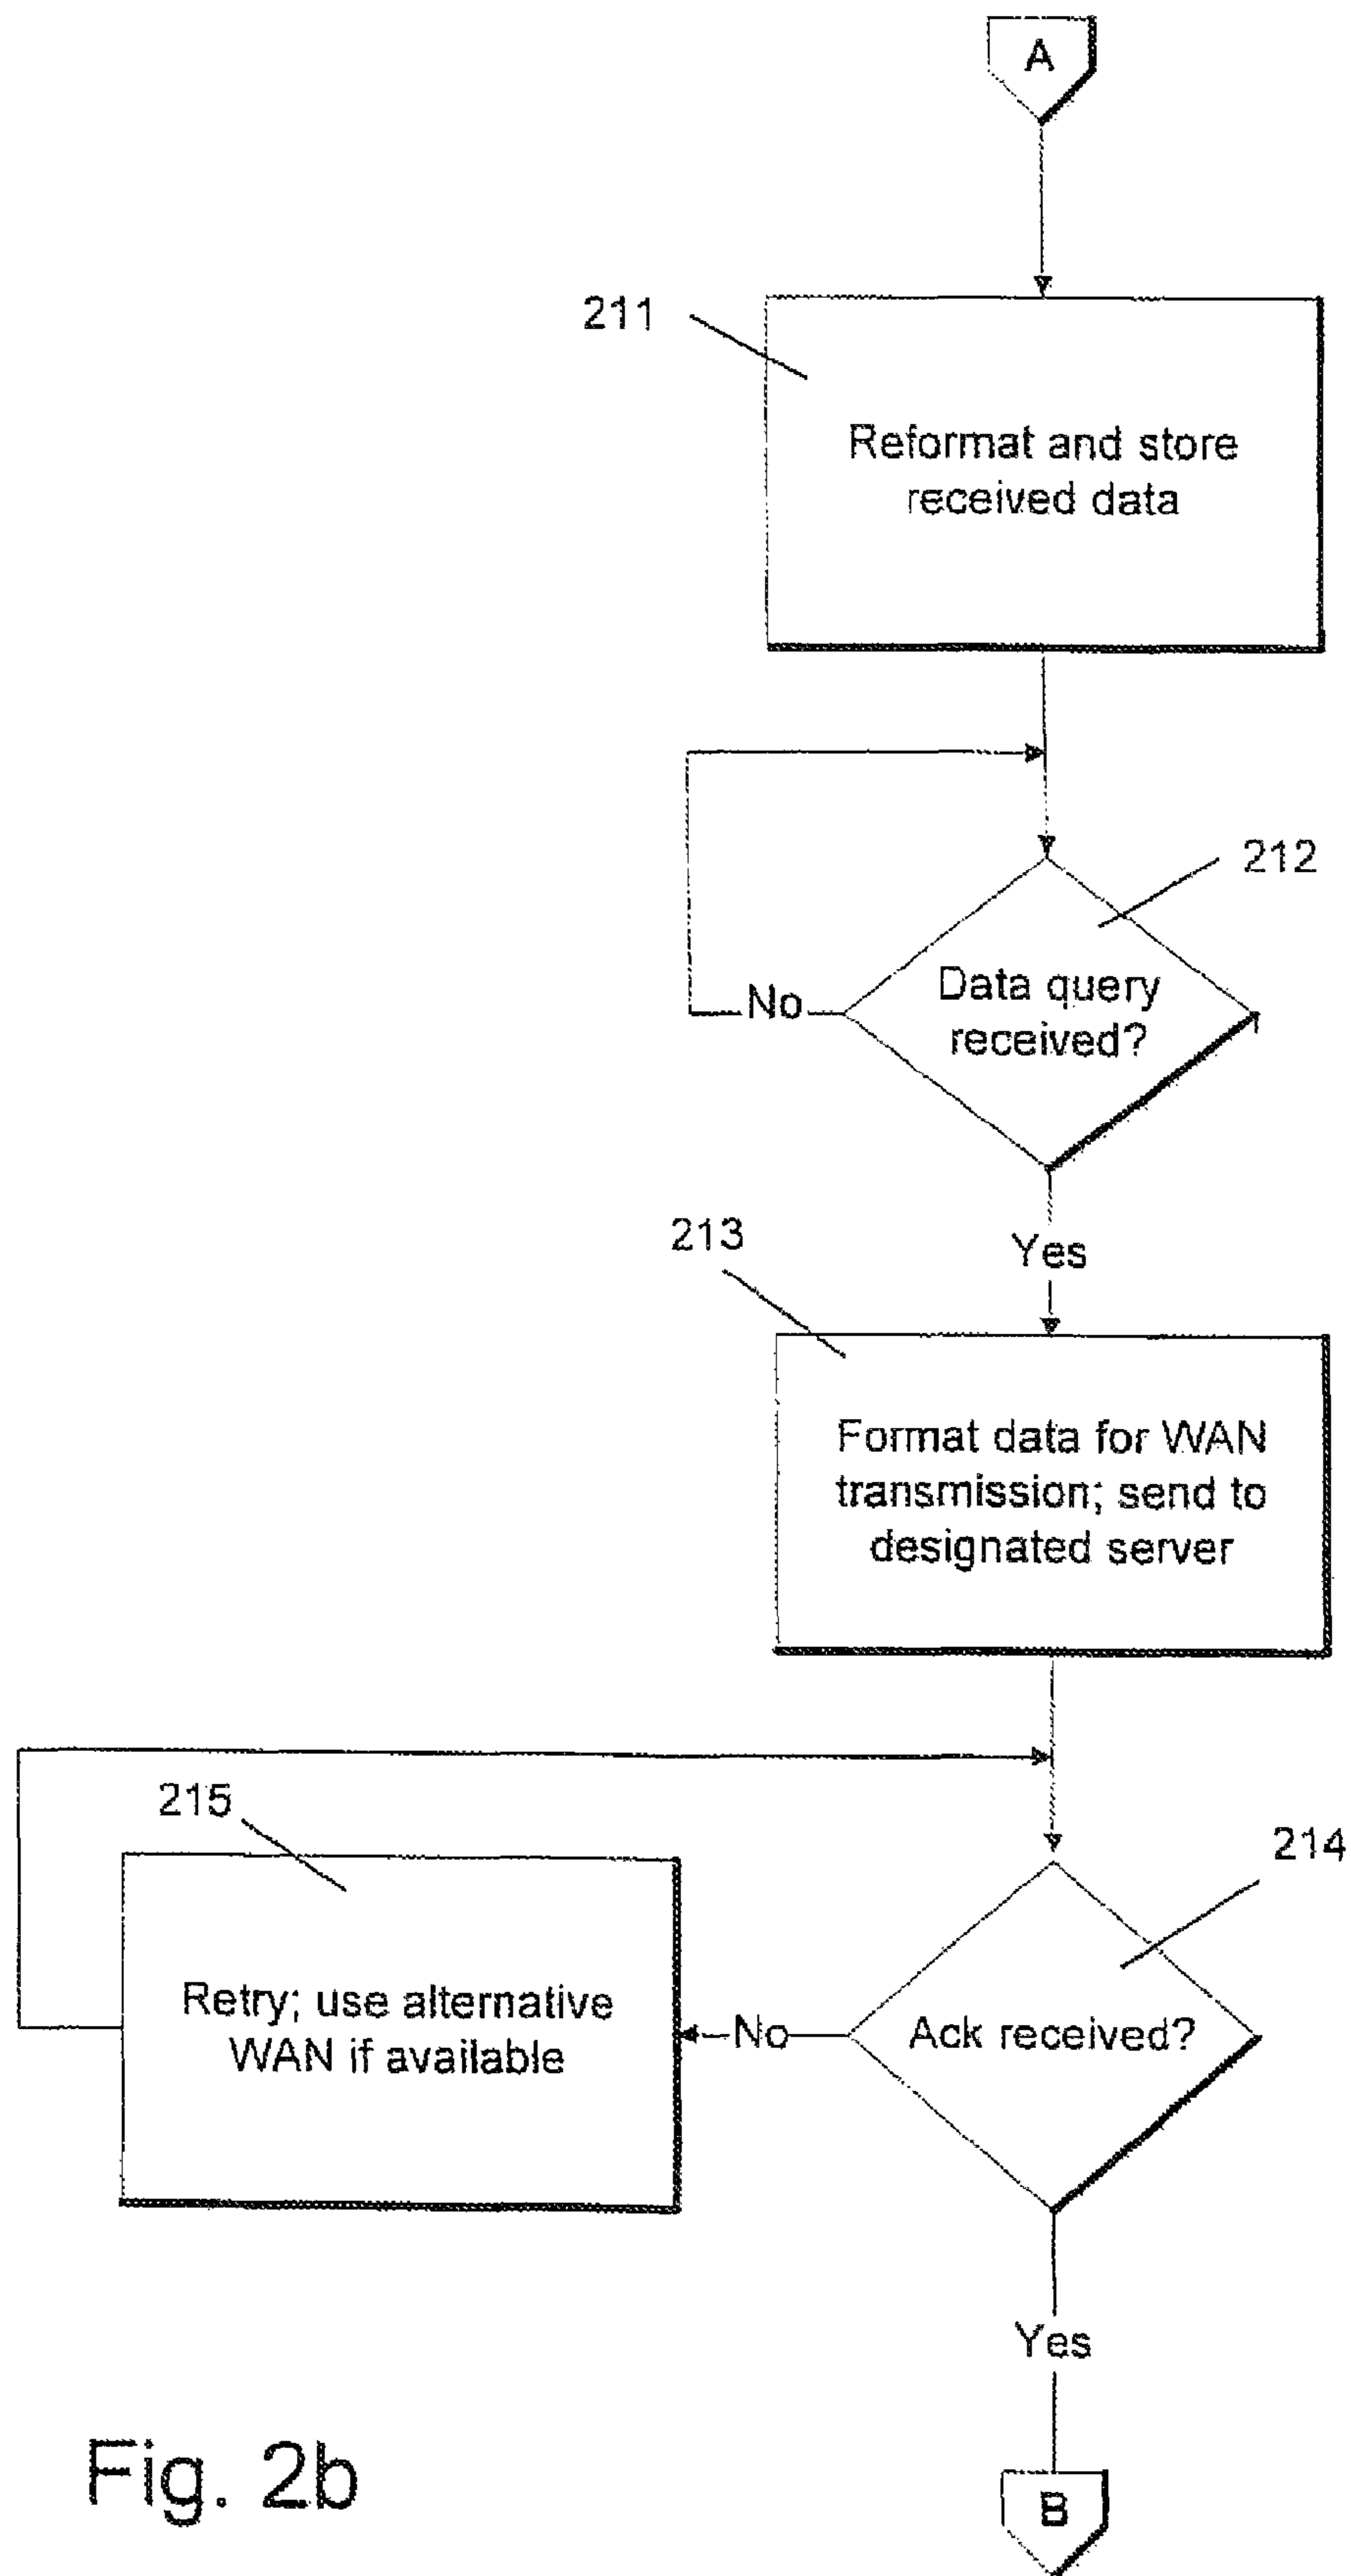 A
211
Reformat and store
received data
212
Data query
received?
No
Yes
213
Format data for WAN
transmission; send to
designated server
215
214
Retry; use alternative
WAN if available
No
Ack received?
Yes
B
Fig. 2b